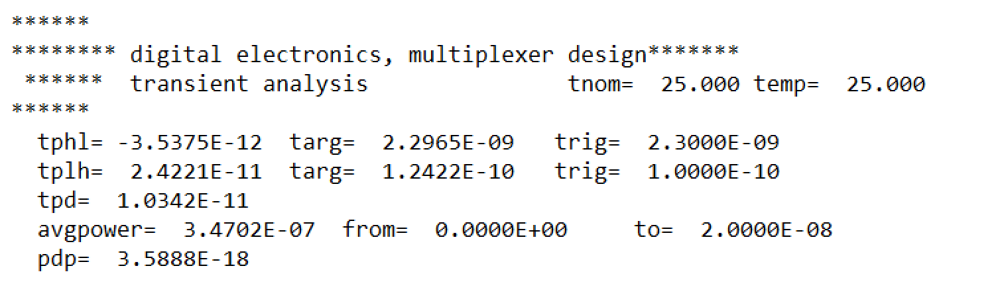 ******
******** digital electronics, multiplexer design*******
****** transient analysis tnom= 25.000 temp= 25.000
******
tphl= -3.5375E-12 targ= 2.2965E-09 trig= 2.3000E-09
tplh= 2.4221E-11 targ= 1.2422E-10 trig= 1.0000E-10
tpd= 1.0342E-11
avgpower= 3.4702E-07 from= 0.0000E+00 to= 2.0000E-08
pdp= 3.5888E-18